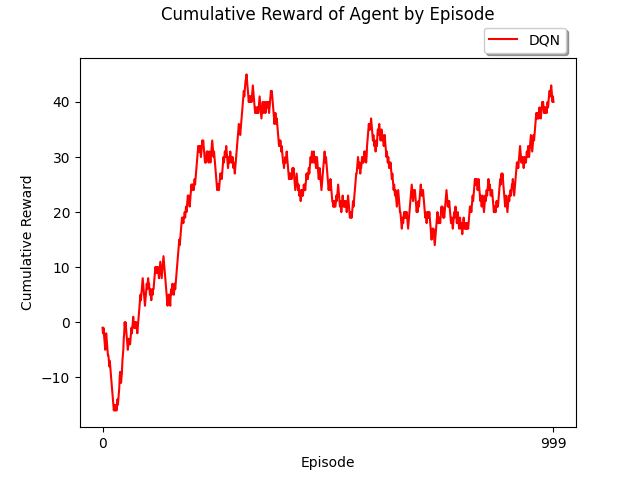 Cumulative Reward of Agent by Episode
DQN
Cumulative Reward
40
30
20
10
0
−10
0
999
Episode